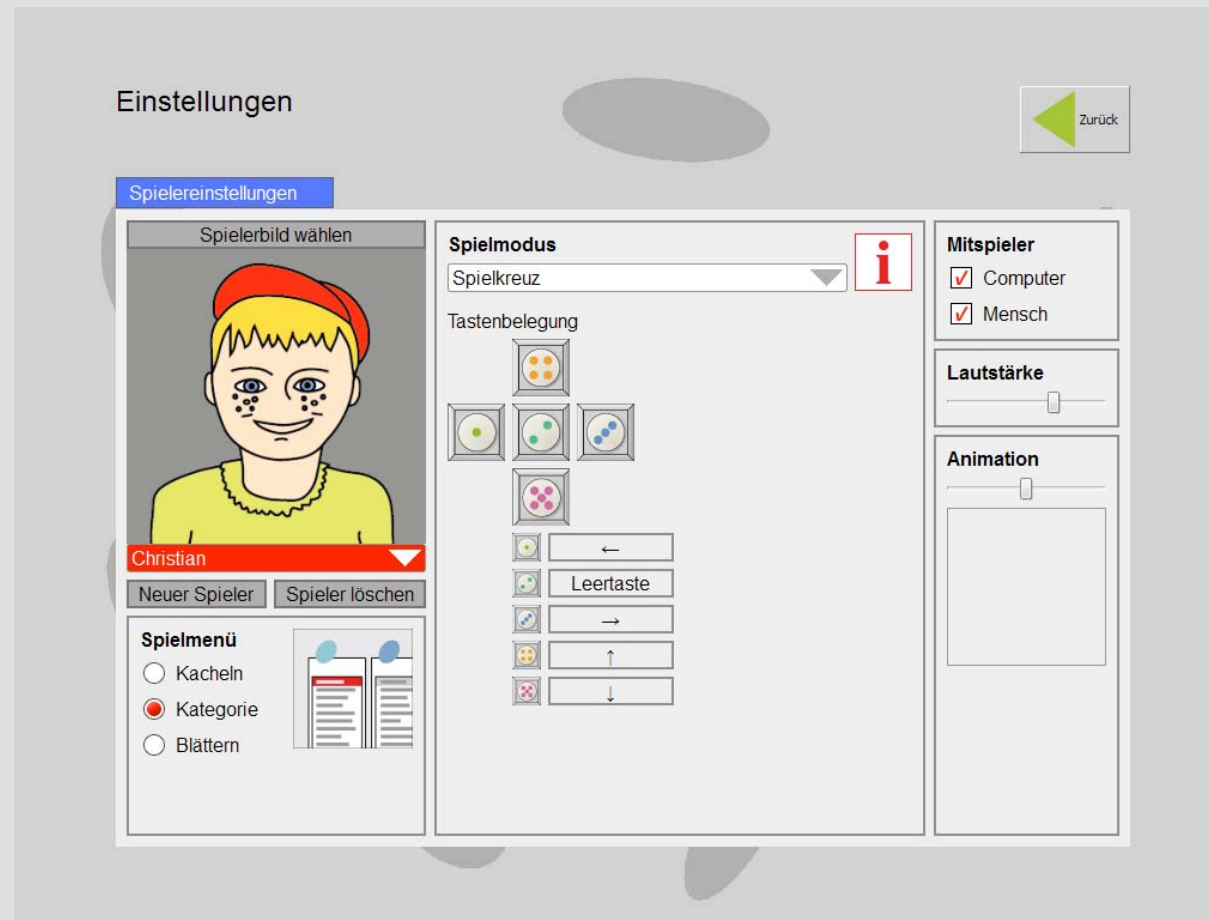 Einstellungen
Zurück
Spielereinstellungen
Spielerbild wählen
Christian
Neuer Spieler
Spieler löschen
Spielmenü
Kacheln
Kategorie
Blättern
Spielmodus
i
Spielkreuz
Tastenbelegung
←
Leertaste
→
↑
↓
Mitspieler
Computer
Mensch
Lautstärke
Animation